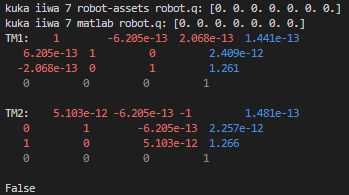 kuka iiwa 7 robot-assets robot.q: [0. 0. 0. 0. 0. 0. 0.]
kuka iiwa 7 matlab robot.q: [0. 0. 0. 0. 0. 0. 0.]
TM1: 1 -6.205e-13 2.068e-13 1.441e-13
6.205e-13 1 0 2.409e-12
-2.068e-13 0 1 1.261
0 0 0 1
TM2: 5.103e-12 -6.205e-13 -1 1.481e-13
0 1 -6.205e-13 2.257e-12
1 0 5.103e-12 1.266
0 0 0 1
False